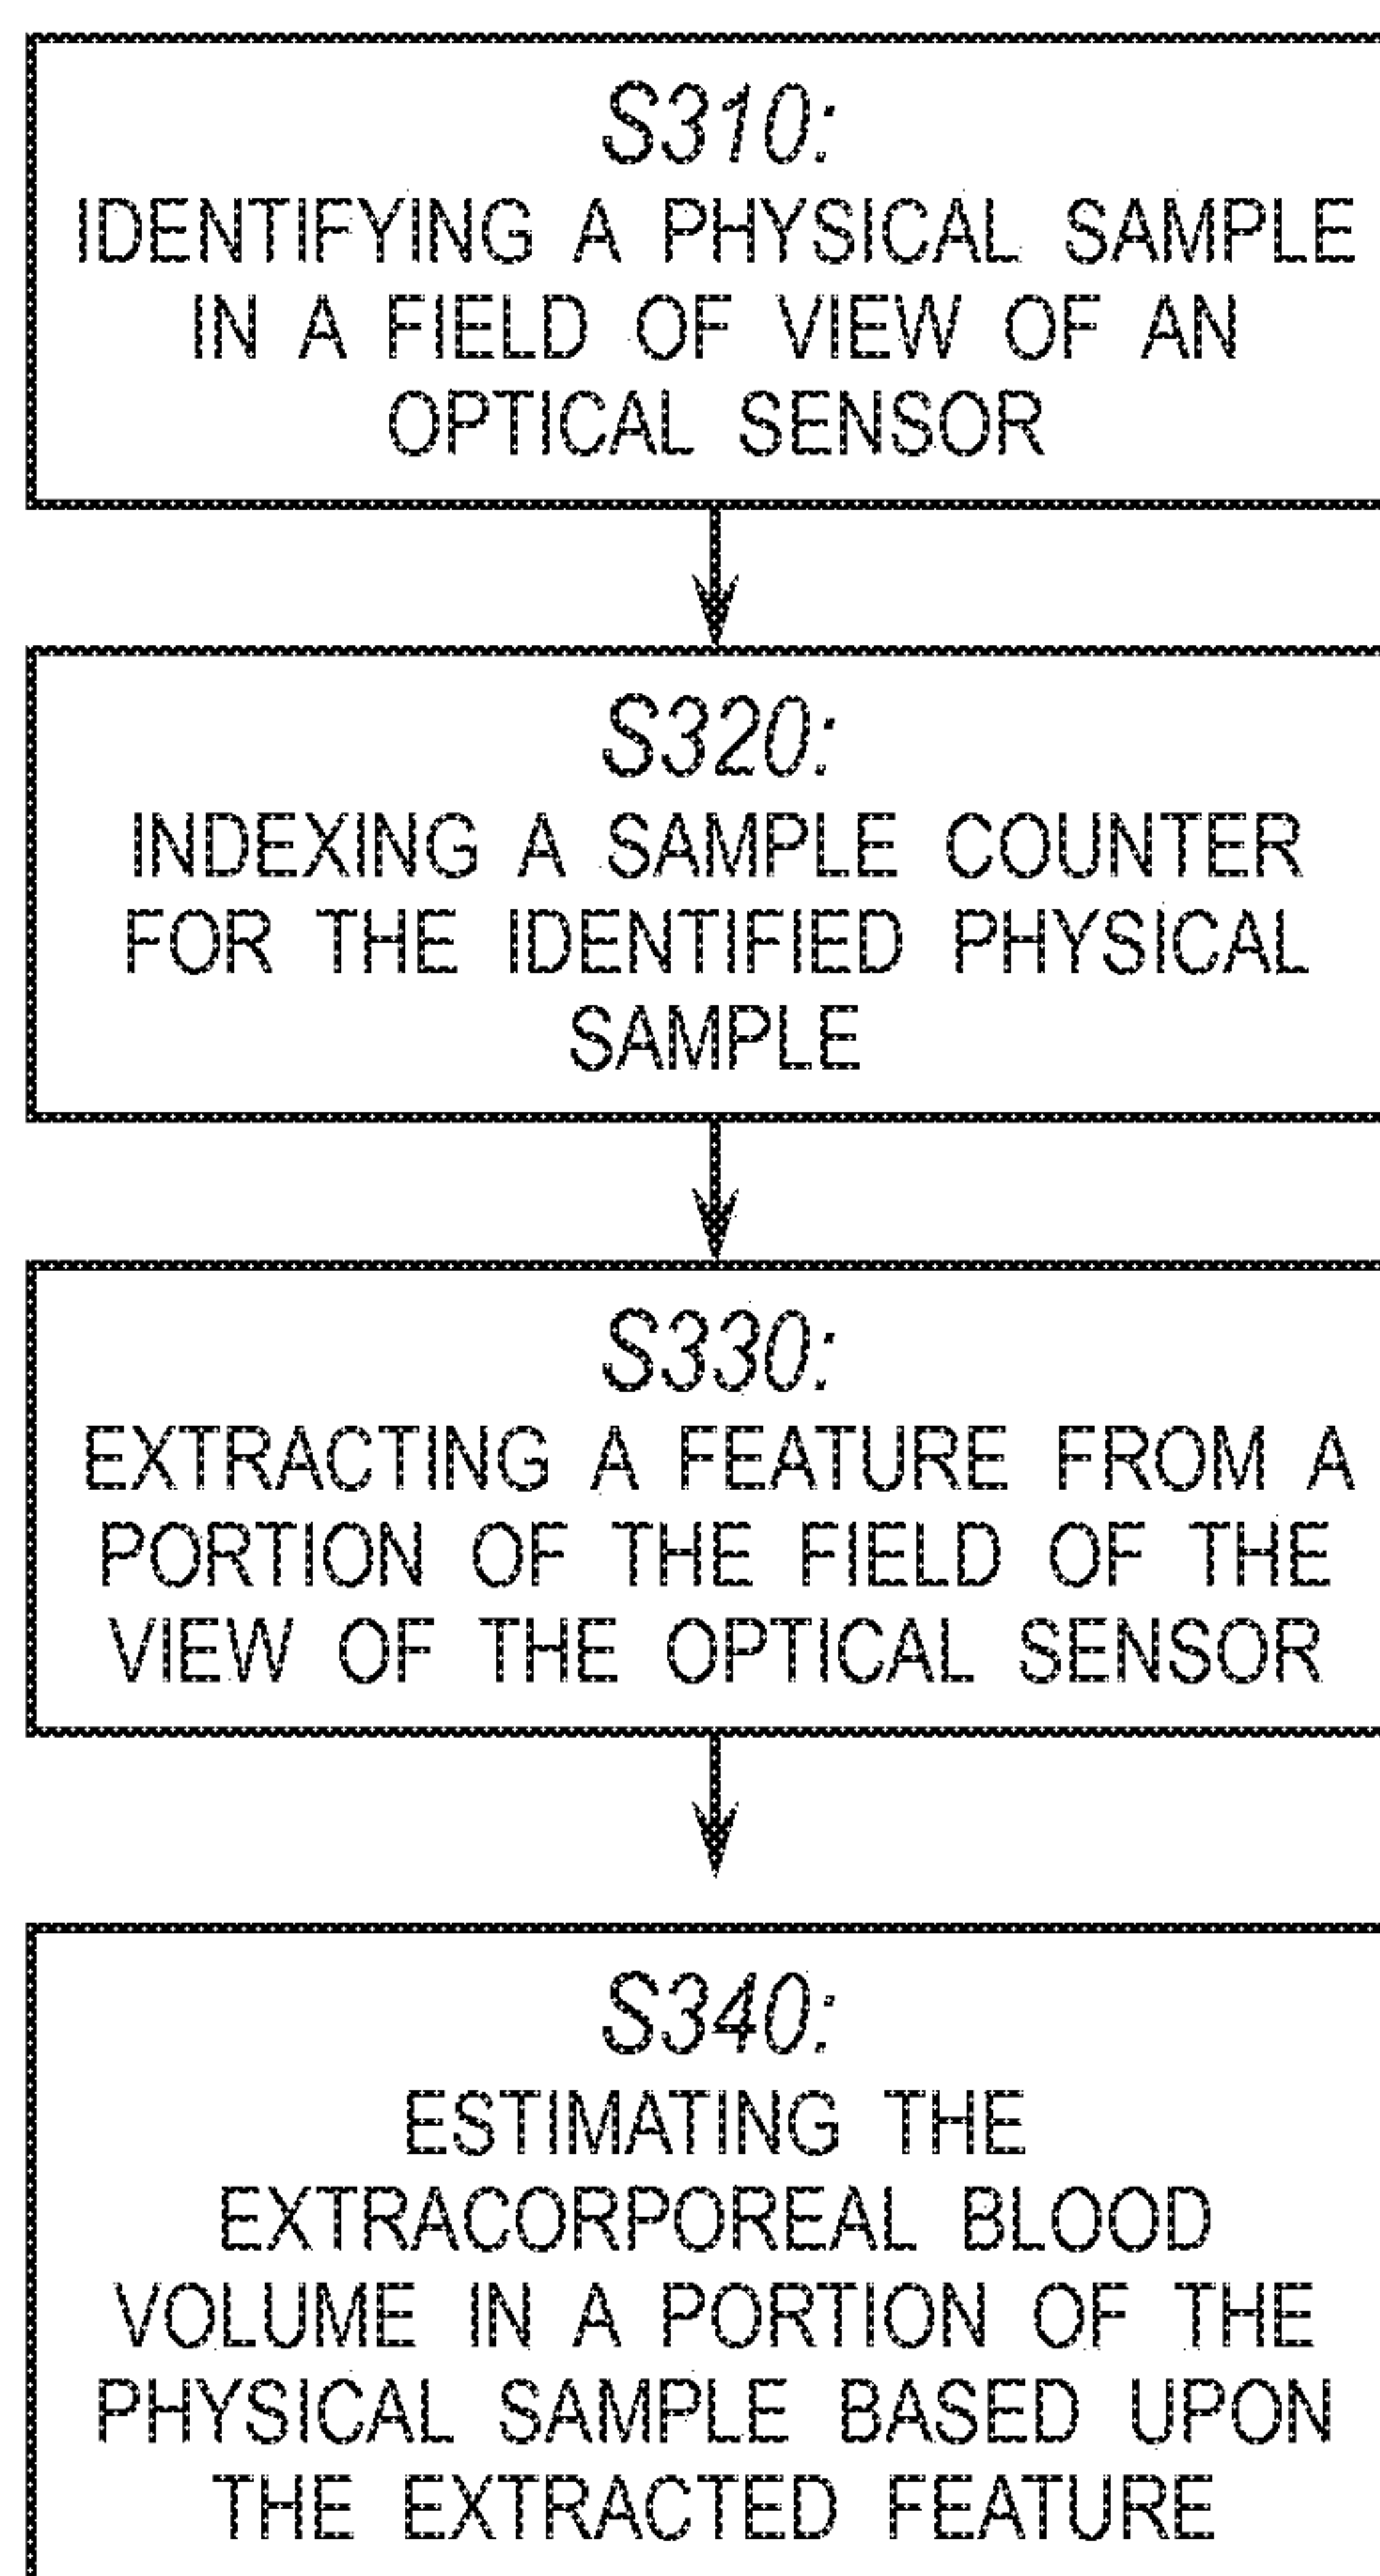 S310:
IDENTIFYING A PHYSICAL SAMPLE
IN A FIELD OF VIEW OF AN
OPTICAL SENSOR
S320:
INDEXING A SAMPLE COUNTER
FOR THE IDENTIFIED PHYSICAL
SAMPLE
S330:
EXTRACTING A FEATURE FROM A
PORTION OF THE FIELD OF THE
VIEW OF THE OPTICAL SENSOR
S340:
ESTIMATING THE
EXTRACORPOREAL BLOOD
VOLUME IN A PORTION OF THE
PHYSICAL SAMPLE BASED UPON
THE EXTRACTED FEATURE